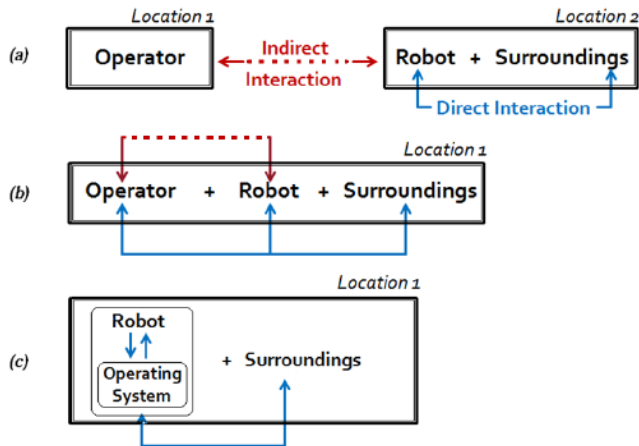 Location 1
Location 2
(a)
Operator
Indirect
Interaction
Robot + Surroundings
Direct Interaction
Location 1
(b)
Operator + Robot + Surroundings
Location 1
(c)
Robot
Operating
System
+ Surroundings